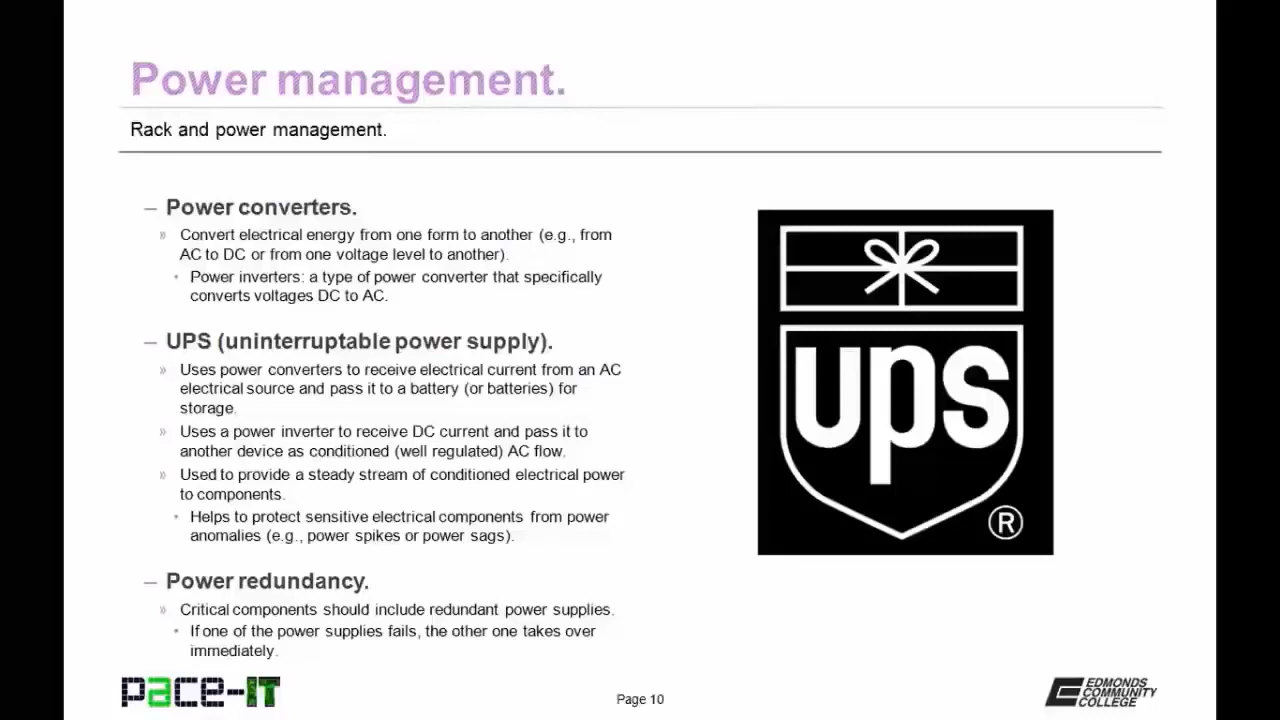 Power management.
Rack and power management.
– Power converters.
» Convert electrical energy from one form to another (e.g., from
AC to DC or from one voltage level to another).
• Power inverters: a type of power converter that specifically
converts voltages DC to AC.
– UPS (uninterruptable power supply).
» Uses power converters to receive electrical current from an AC
electrical source and pass it to a battery (or batteries) for
storage.
» Uses a power inverter to receive DC current and pass it to
another device as conditioned (well regulated) AC flow.
» Used to provide a steady stream of conditioned electrical power
to components.
• Helps to protect sensitive electrical components from power
anomalies (e.g., power spikes or power sags).
– Power redundancy.
» Critical components should include redundant power supplies.
• If one of the power supplies fails, the other one takes over
immediately.
ups
®
pace-IT
Page 10
EDMONDS
COMMUNITY
COLLEGE